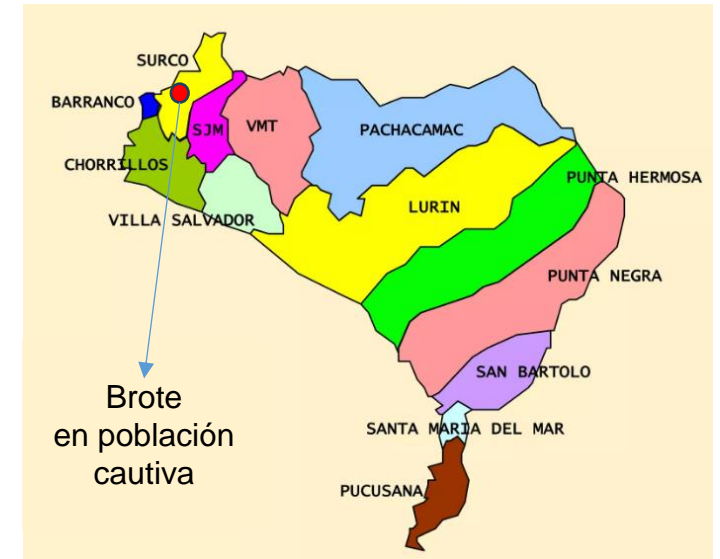 SURCO
BARRANCO
SJM
VMT
PACHACAMAC
CHORRILLOS
PUNTA HERMOSA
LURIN
VILLA SALVADOR
PUNTA NEGRA
SAN BARTOLO
Brote
en población
cautiva
SANTA MARIA DEL MAR
PUCUSANA